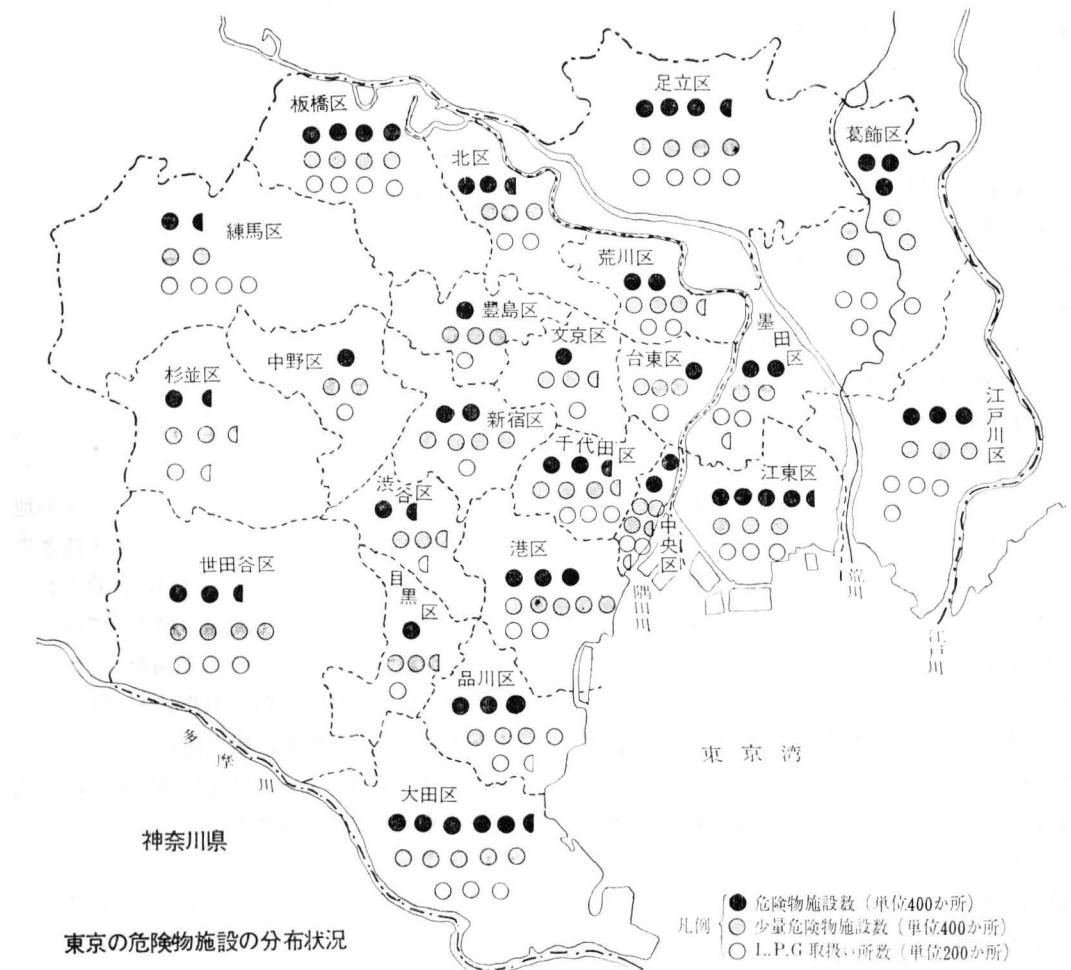 足立区
板橋区
葛飾区
北区
練馬区
荒川区
豊島区
墨田区
文京区
台東区
中野区
杉並区
江戸川区
新宿区
千代田区
江東区
渋谷区
中央区
港区
世田谷区
目黒区
隅田川
荒川
江戸川
品川区
多摩川
東京湾
大田区
神奈川県
凡例
危険物施設数(単位400か所)
少量危険物施設数(単位400か所)
L.P.G 取扱い所数(単位200か所)
東京の危険物施設の分布状況